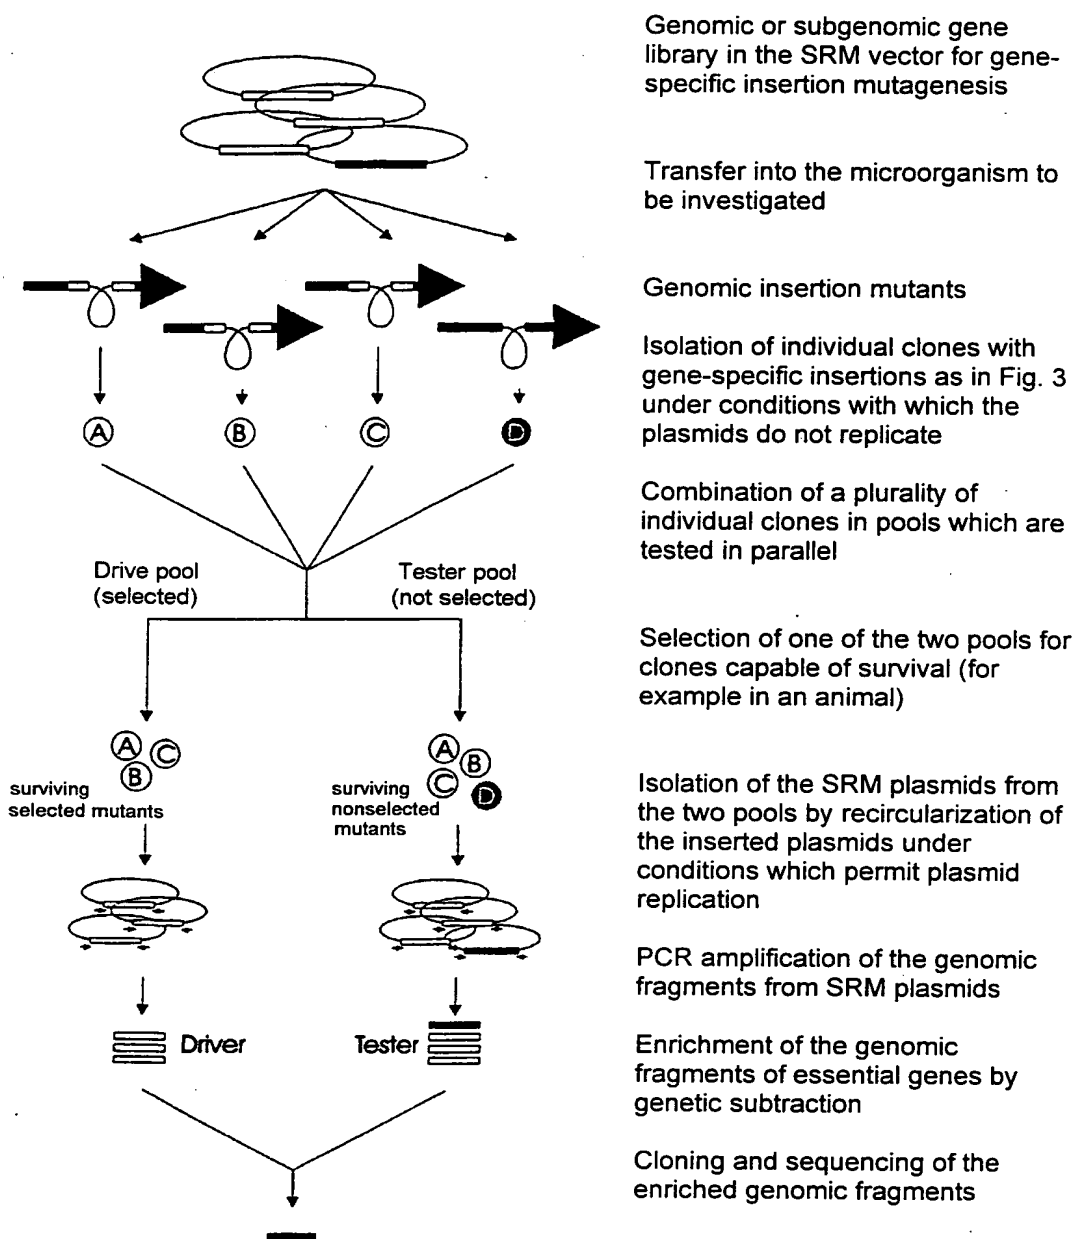 Genomic or subgenomic gene
library in the SRM vector for gene-
specific insertion mutagenesis
Transfer into the microorganism to
be investigated
Genomic insertion mutants
Isolation of individual clones with
gene-specific insertions as in Fig. 3
under conditions with which the
plasmids do not replicate
A B C D
Combination of a plurality of
individual clones in pools which are
tested in parallel
Drive pool
(selected)
Tester pool
(not selected)
Selection of one of the two pools for
clones capable of survival (for
example in an animal)
A C
B
surviving
selected mutants
A B
C D
surviving
nonselected
mutants
Isolation of the SRM plasmids from
the two pools by recircularization of
the inserted plasmids under
conditions which permit plasmid
replication
PCR amplification of the genomic
fragments from SRM plasmids
Driver
Tester
Enrichment of the genomic
fragments of essential genes by
genetic subtraction
Cloning and sequencing of the
enriched genomic fragments